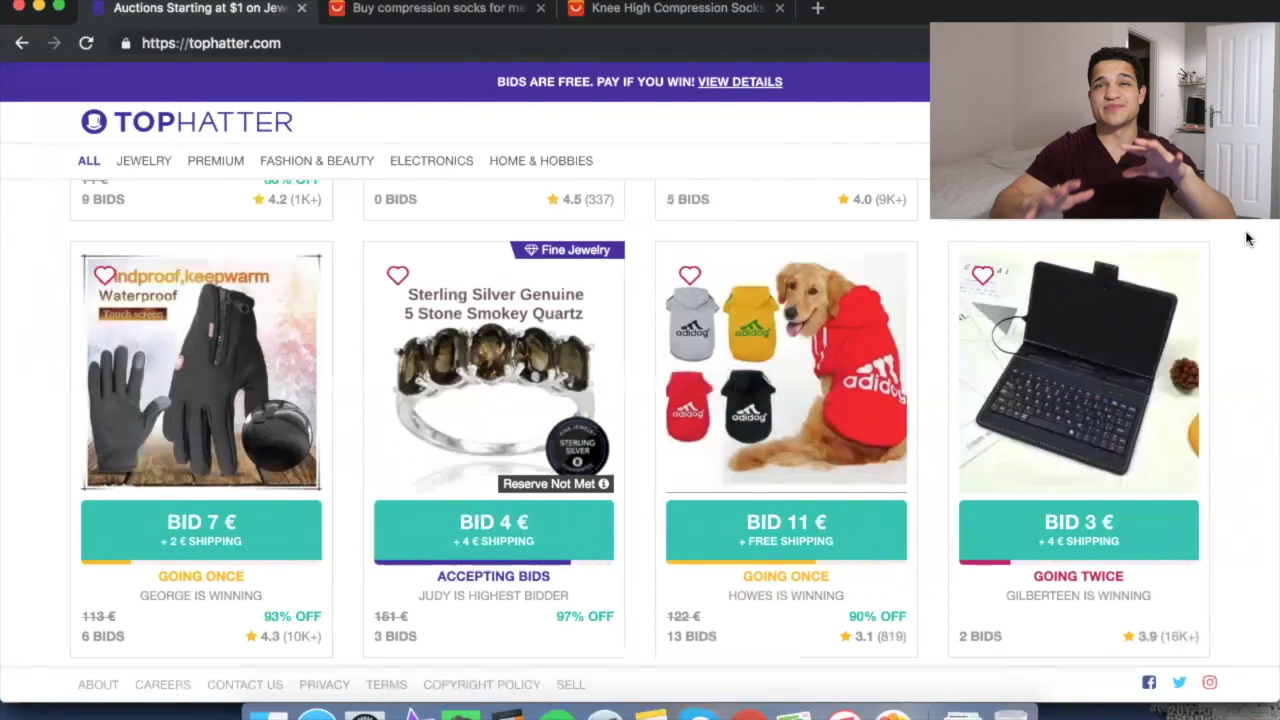 Auctions Starting at $1 on Jew
Buy compression socks for me
Knee High Compression Socks
https://tophatter.com
BIDS ARE FREE. PAY IF YOU WIN! VIEW DETAILS
TOPHATTER
ALL JEWELRY PREMIUM FASHION & BEAUTY ELECTRONICS HOME & HOBBIES
9 BIDS 4.2 (1K+)
0 BIDS 4.5 (337)
5 BIDS 4.0 (9K+)
ndproof,keepwarm
Waterproof
Touch screen
BID 7 €
+ 2 € SHIPPING
GOING ONCE
GEORGE IS WINNING
113 € 93% OFF
6 BIDS 4.3 (10K+)
Fine Jewelry
Sterling Silver Genuine
5 Stone Smokey Quartz
FINE JEWELRY
STERLING
SILVER
Reserve Not Met
BID 4 €
+ 4 € SHIPPING
ACCEPTING BIDS
JUDY IS HIGHEST BIDDER
151 € 97% OFF
3 BIDS
adidog
adidog
adidog
adidog
adidog
BID 11 €
+ FREE SHIPPING
GOING ONCE
HOWES IS WINNING
122 € 90% OFF
13 BIDS 3.1 (819)
BID 3 €
+ 4 € SHIPPING
GOING TWICE
GILBERTEEN IS WINNING
2 BIDS 3.9 (16K+)
ABOUT CAREERS CONTACT US PRIVACY TERMS COPYRIGHT POLICY SELL